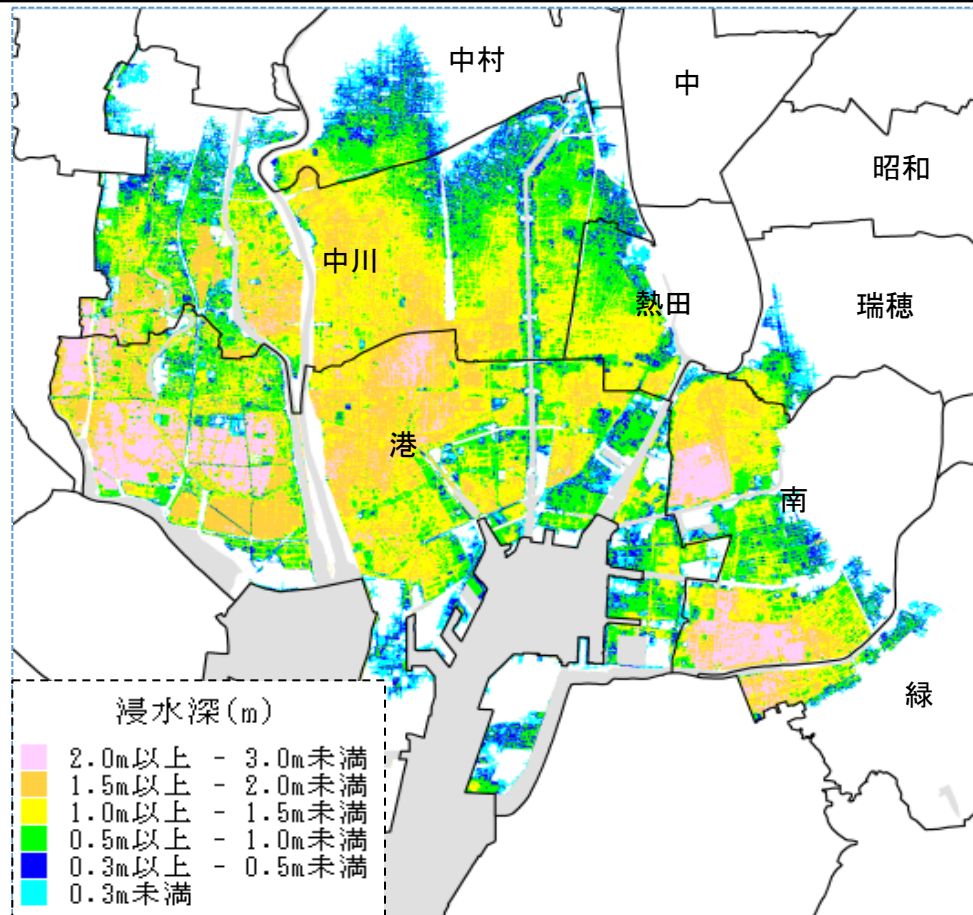 中村
中
昭和
中川
熱田
瑞穂
港
南
緑
浸水深(m)
2.0m以上 - 3.0m未満
1.5m以上 - 2.0m未満
1.0m以上 - 1.5m未満
0.5m以上 - 1.0m未満
0.3m以上 - 0.5m未満
0.3m未満